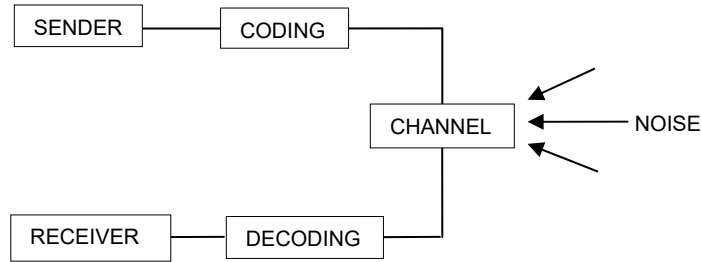 SENDER
CODING
CHANNEL
NOISE
RECEIVER
DECODING